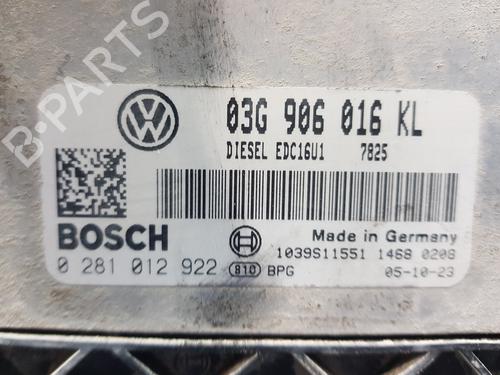 B-PARTS
03G 906 016 KL
DIESEL EDC16U1 7825
BOSCH
Made in Germany
1039S11551 1468 0208
0 281 012 922 810 BPG
05-10-23